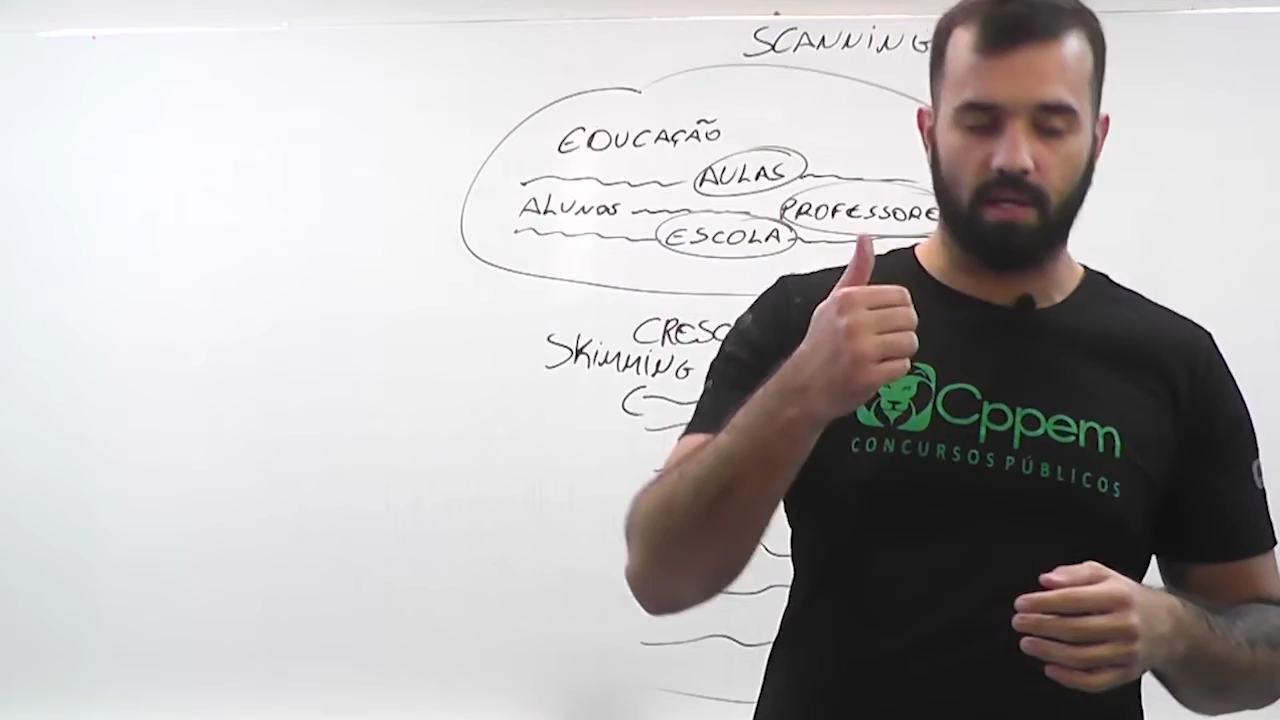 SCANNING
EDUCAÇÃO
AULAS
ALUNOS PROFESSORE
ESCOLA
CRESC
SKIMMING
Cppem
CONCURSOS PÚBLICOS